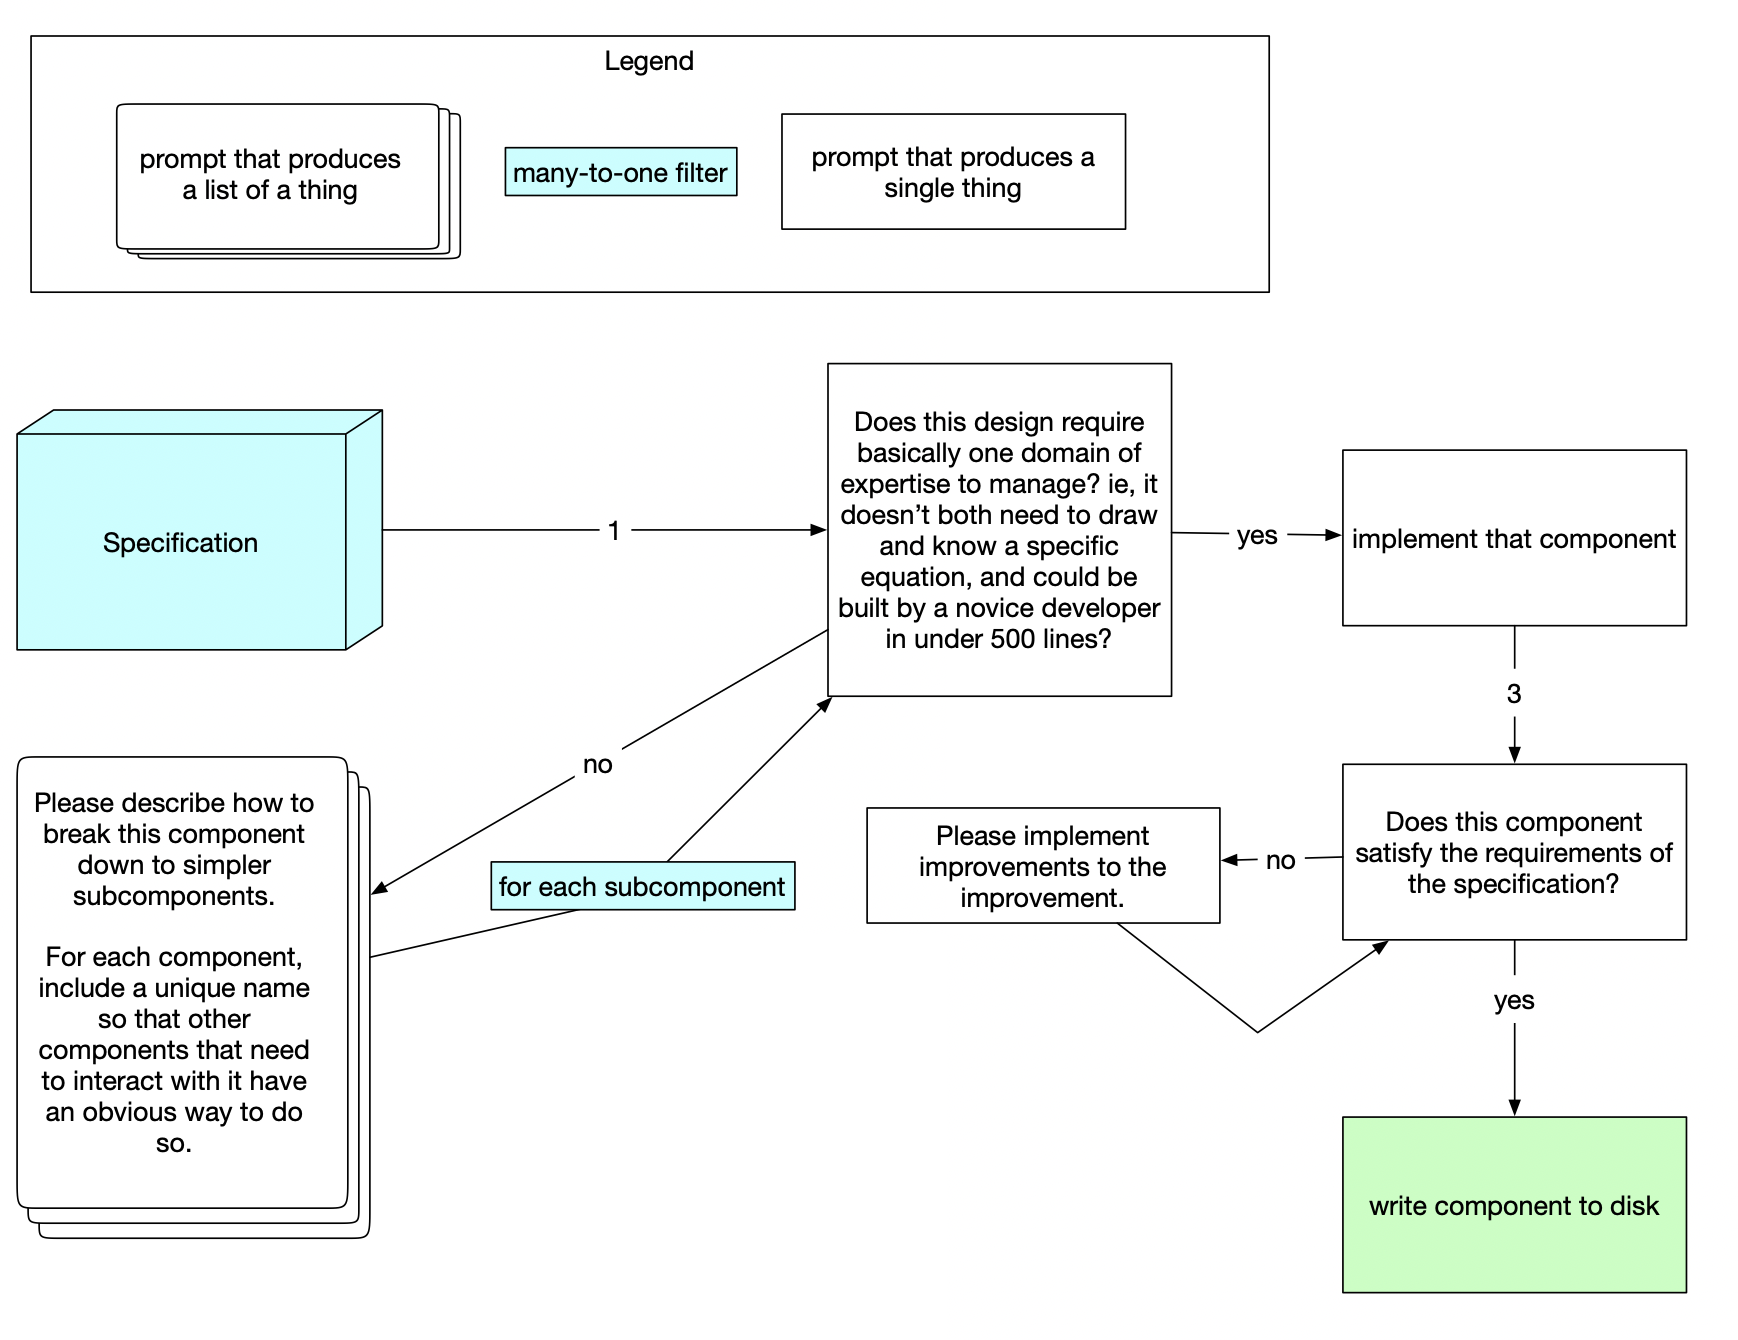 Legend
prompt that produces
a list of a thing
many-to-one filter
prompt that produces a
single thing
Specification
1
Does this design require
basically one domain of
expertise to manage? ie, it
doesn’t both need to draw
and know a specific
equation, and could be
built by a novice developer
in under 500 lines?
yes
implement that component
3
no
Please describe how to
break this component
down to simpler
subcomponents.
For each component,
include a unique name
so that other
components that need
to interact with it have
an obvious way to do
so.
for each subcomponent
Please implement
improvements to the
improvement.
no
Does this component
satisfy the requirements of
the specification?
yes
write component to disk